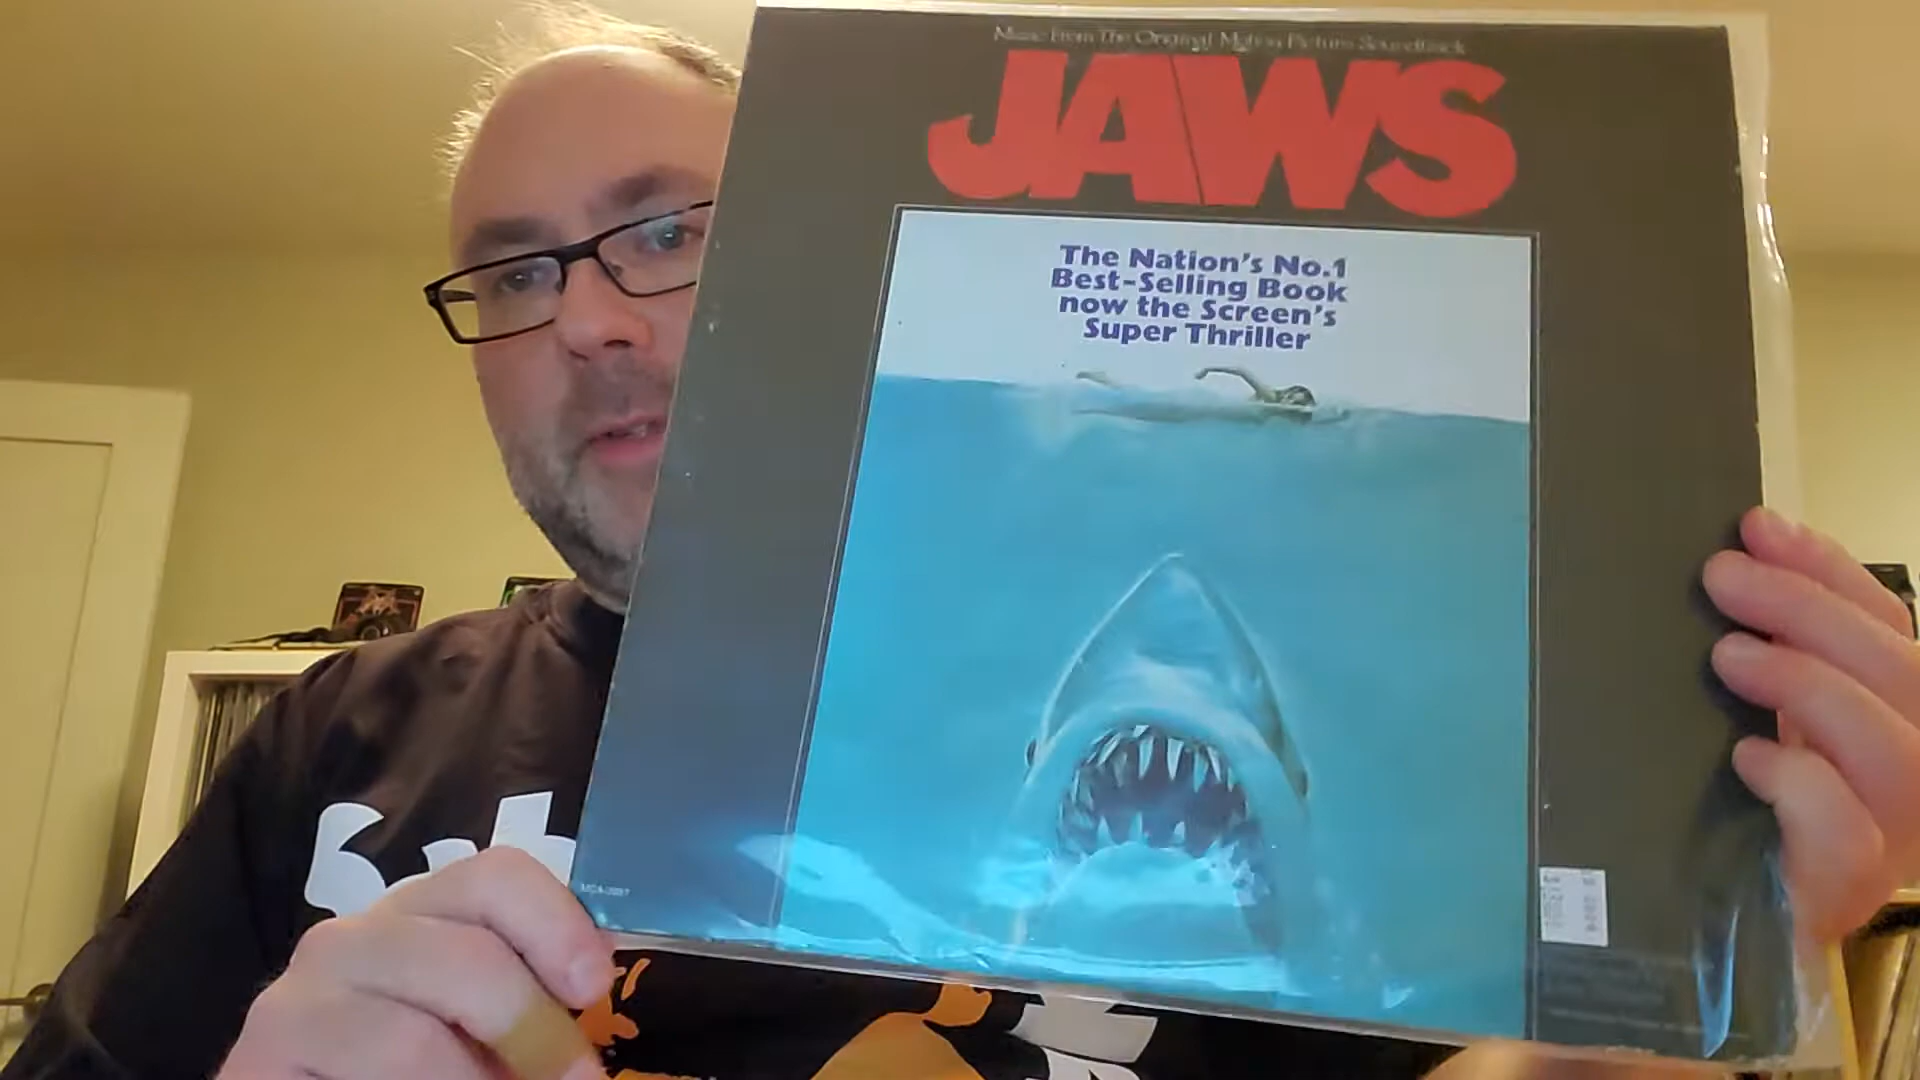 Music From The Original Motion Picture Soundtrack
JAWS
The Nation's No.1
Best-Selling Book
now the Screen's
Super Thriller